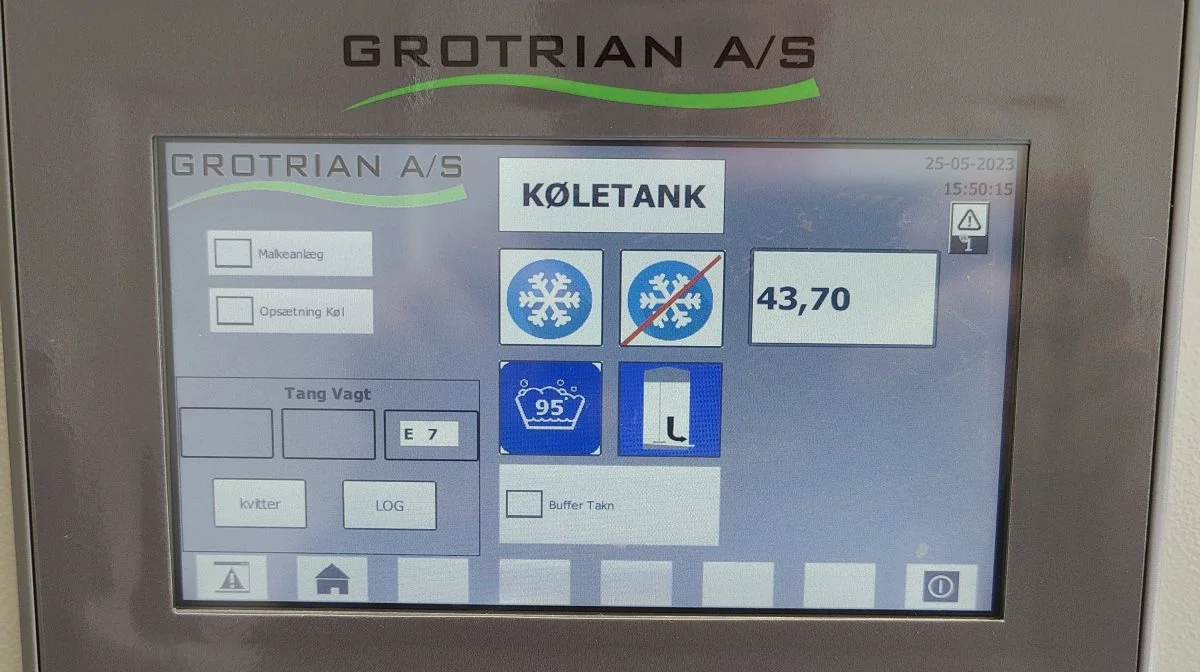 GROTRIAN A/S
GROTRIAN A/S
KØLETANK
25-05-2023
15:50:15
1
Malkeanlæg
Opsætning Køl
43,70
Tang Vagt
E 7
95
kvitter
LOG
Buffer Takn